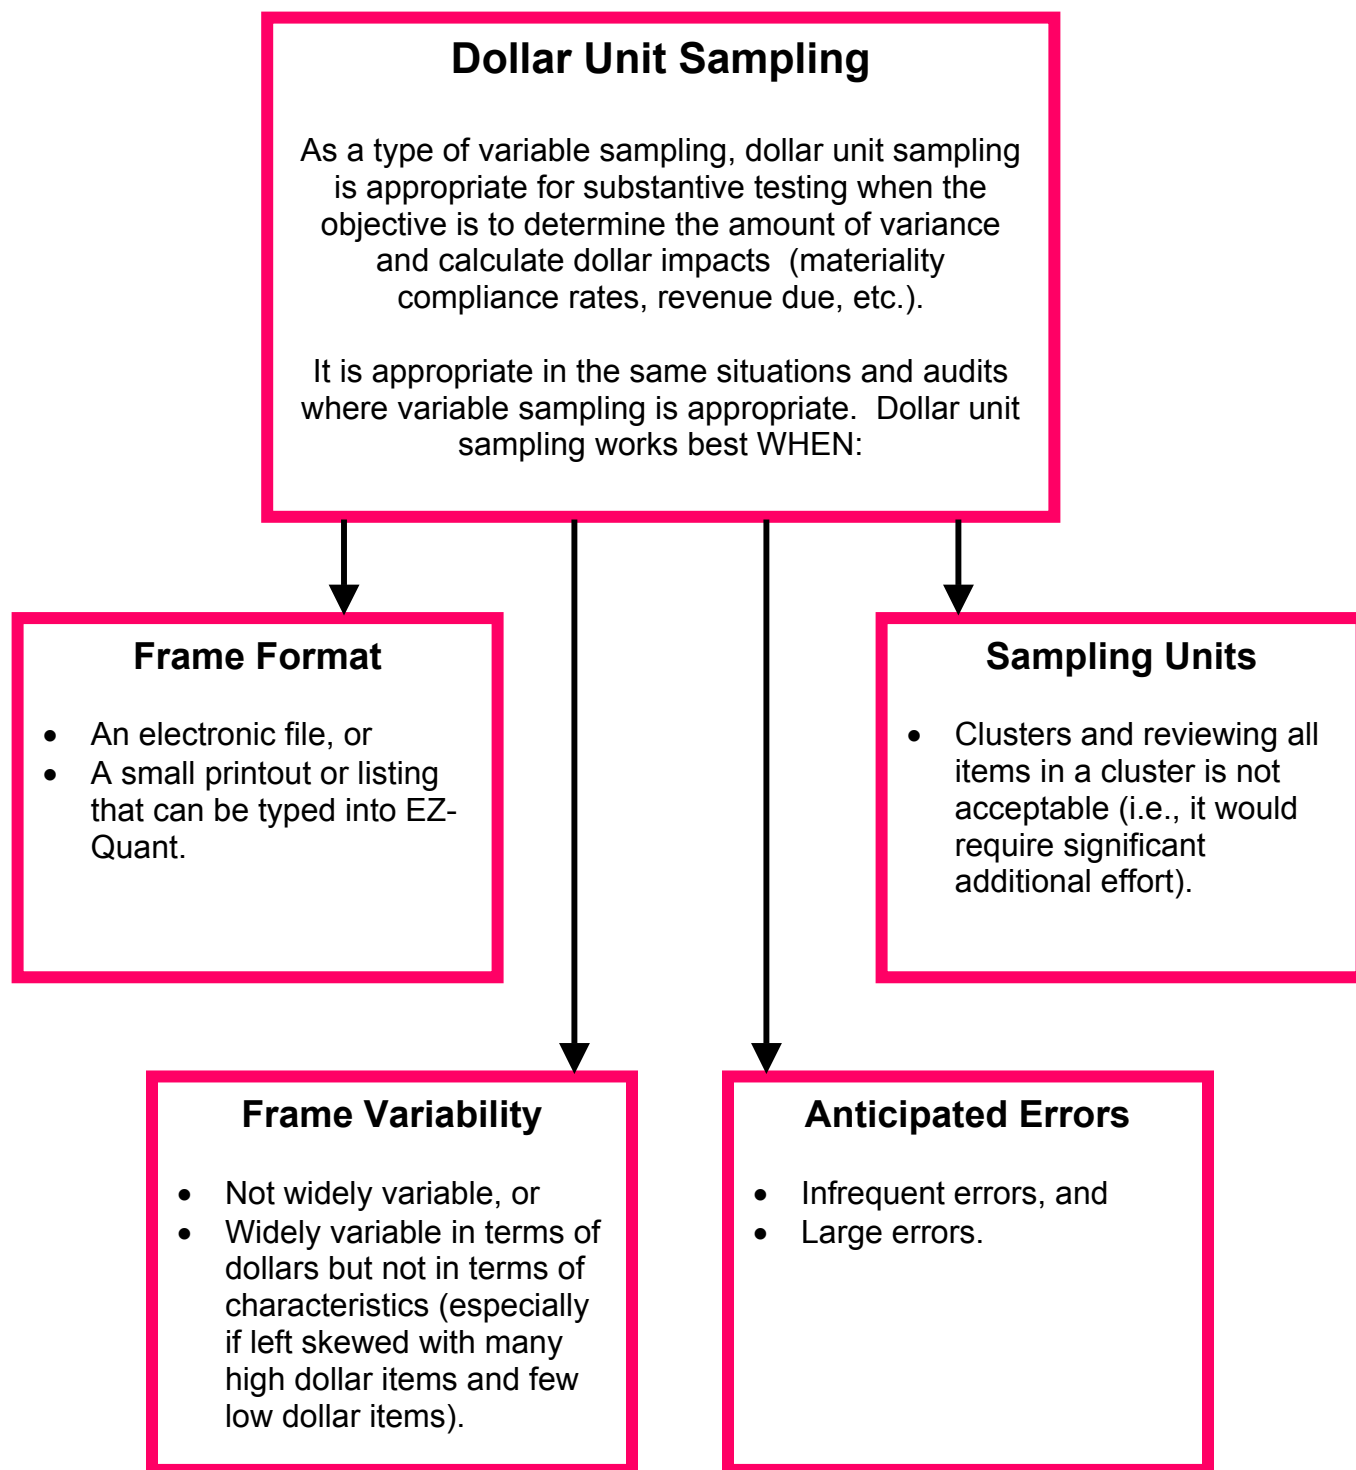 Dollar Unit Sampling
As a type of variable sampling, dollar unit sampling
is appropriate for substantive testing when the
objective is to determine the amount of variance
and calculate dollar impacts  (materiality
compliance rates, revenue due, etc.).
It is appropriate in the same situations and audits
where variable sampling is appropriate.  Dollar unit
sampling works best WHEN:
Frame Format
• An electronic file, or
• A small printout or listing
that can be typed into EZ-
Quant.
Sampling Units
• Clusters and reviewing all
items in a cluster is not
acceptable (i.e., it would
require significant
additional effort).
Frame Variability
• Not widely variable, or
• Widely variable in terms of
dollars but not in terms of
characteristics (especially
if left skewed with many
high dollar items and few
low dollar items).
Anticipated Errors
• Infrequent errors, and
• Large errors.